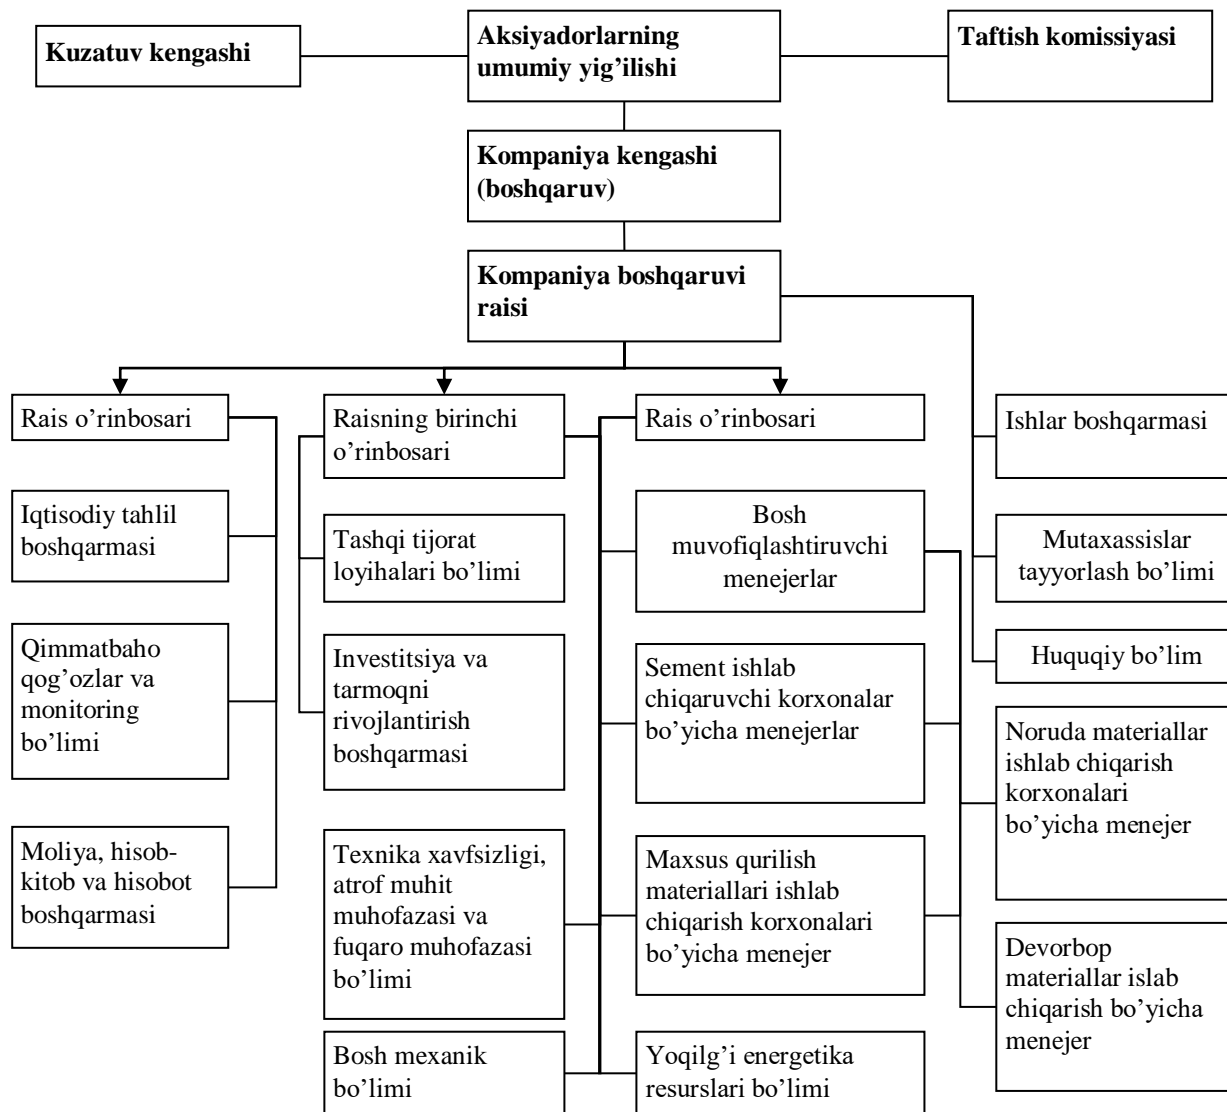 Kuzatuv kengashi
Aksiyadorlarning
umumiy yig’ilishi
Taftish komissiyasi
Kompaniya kengashi
(boshqaruv)
Kompaniya boshqaruvi
raisi
Rais o’rinbosari
Raisning birinchi
o’rinbosari
Rais o’rinbosari
Ishlar boshqarmasi
Iqtisodiy tahlil
boshqarmasi
Tashqi tijorat
loyihalari bo’limi
Bosh
muvofiqlashtiruvchi
menejerlar
Mutaxassislar
tayyorlash bo’limi
Qimmatbaho
qog’ozlar va
monitoring
bo’limi
Investitsiya va
tarmoqni
rivojlantirish
boshqarmasi
Sement ishlab
chiqaruvchi korxonalar
bo’yicha menejerlar
Huquqiy bo’lim
Noruda materiallar
ishlab chiqarish
korxonalari
bo’yicha menejer
Moliya, hisob-
kitob va hisobot
boshqarmasi
Texnika xavfsizligi,
atrof muhit
muhofazasi va
fuqaro muhofazasi
bo’limi
Maxsus qurilish
materiallari ishlab
chiqarish korxonalari
bo’yicha menejer
Devorbop
materiallar islab
chiqarish bo’yicha
menejer
Bosh mexanik
bo’limi
Yoqilg’i energetika
resurslari bo’limi